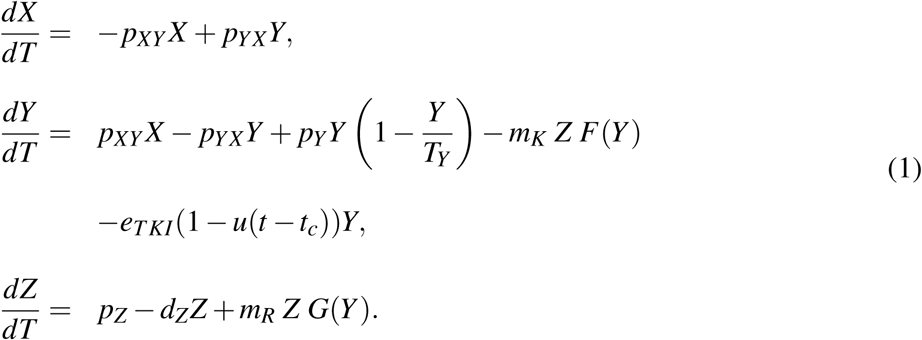 dX/dT = −p_{XY}X + p_{YX}Y,
dY/dT = p_{XY}X − p_{YX}Y + p_Y Y (1 − Y/T_Y) − m_K Z F(Y)
(1)
−e_{TKI}(1 − u(t − t_c))Y,
dZ/dT = p_Z − d_Z Z + m_R Z G(Y).